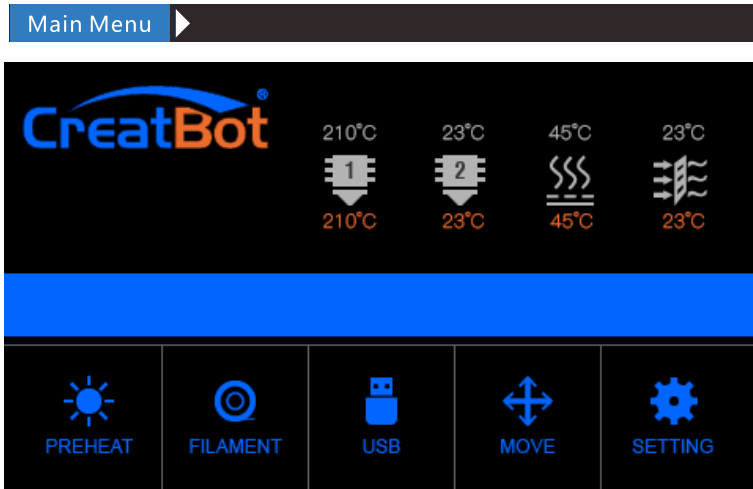 Main Menu
CreatBot®
210°C 23°C 45°C 23°C
1 2
210°C 23°C 45°C 23°C
PREHEAT FILAMENT USB MOVE SETTING